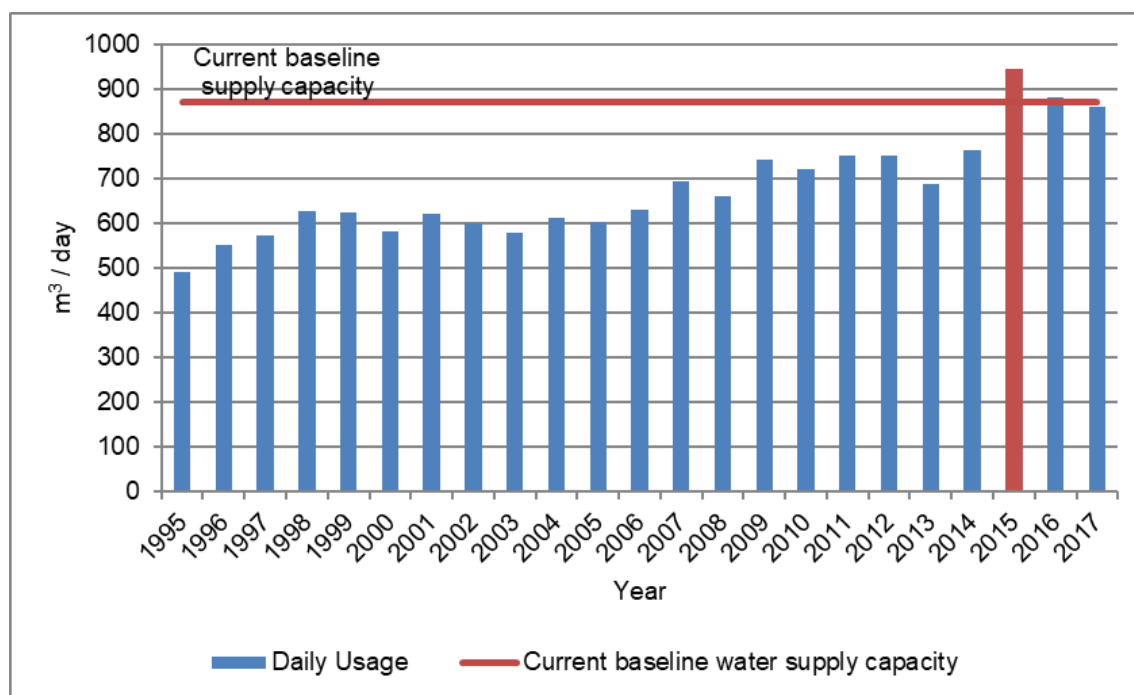 1000
Current baseline
supply capacity
900
800
700
600
500
400
300
200
100
0
m³ / day
1995 1996 1997 1998 1999 2000 2001 2002 2003 2004 2005 2006 2007 2008 2009 2010 2011 2012 2013 2014 2015 2016 2017
Year
Daily Usage Current baseline water supply capacity